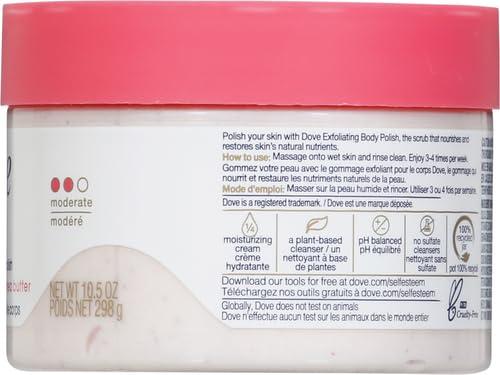 Polish your skin with Dove Exfoliating Body Polish, the scrub that nourishes and
restores skin's natural nutrients.
How to use: Massage onto wet skin and rinse clean. Enjoy 3-4 times per week.
Gommez votre peau avec le gommage exfoliant pour le corps Dove, le gommage qui
nourrit et restaure les nutriments naturels de la peau.
Mode d'emploi: Masser sur la peau humide et rincer. Utiliser 3 ou 4 fois par semaine.
Dove is a registered trademark. / Dove est une marque déposée.
moderate
modéré
1/4
moisturizing
cream
crème
hydratante
a plant-based
cleanser / un
nettoyant à base
de plantes
pH
pH balanced
pH équilibré
no sulfate
cleansers
nettoyant
sans sulfate
100%
recycled
jar
pot 100% recyclé
Download our tools for free at dove.com/selfesteem
Téléchargez nos outils gratuits à dove.com/selfesteem
Globally, Dove does not test on animals
Dove n'effectue aucun test sur les animaux dans le monde entier
Cruelty-Free
butter
corps
NET WT 10.5 OZ
POIDS NET 298 g